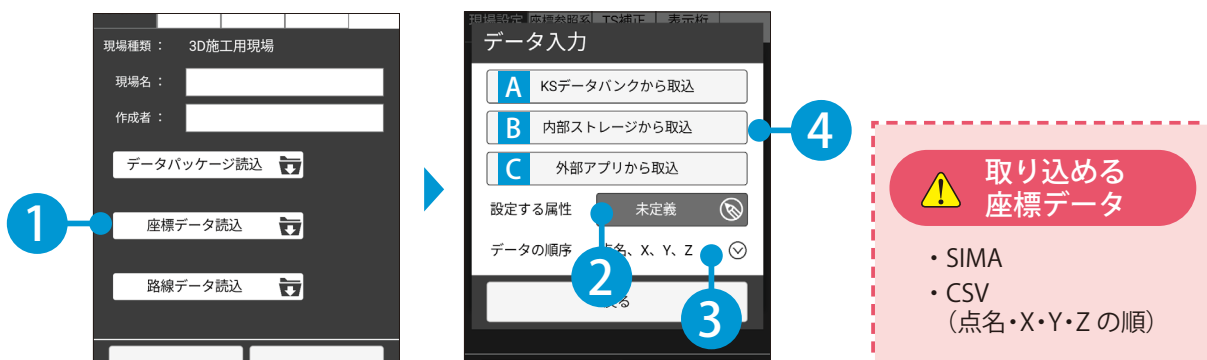 現場種類： 3D施工用現場
現場名：
作成者：
データパッケージ読込
1
座標データ読込
路線データ読込
現場設定 座標参照系 TS補正 表示桁
データ入力
A KSデータバンクから取込
B 内部ストレージから取込
4
C 外部アプリから取込
設定する属性 未定義
2
データの順序 点名、X、Y、Z
3
戻る
取り込める
座標データ
・SIMA
・CSV
（点名・X・Y・Z の順）